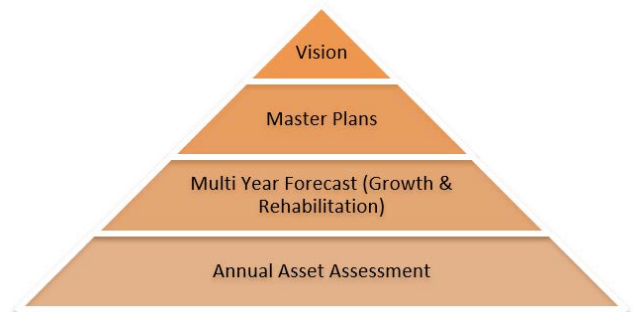 Vision
Master Plans
Multi Year Forecast (Growth &
Rehabilitation)
Annual Asset Assessment